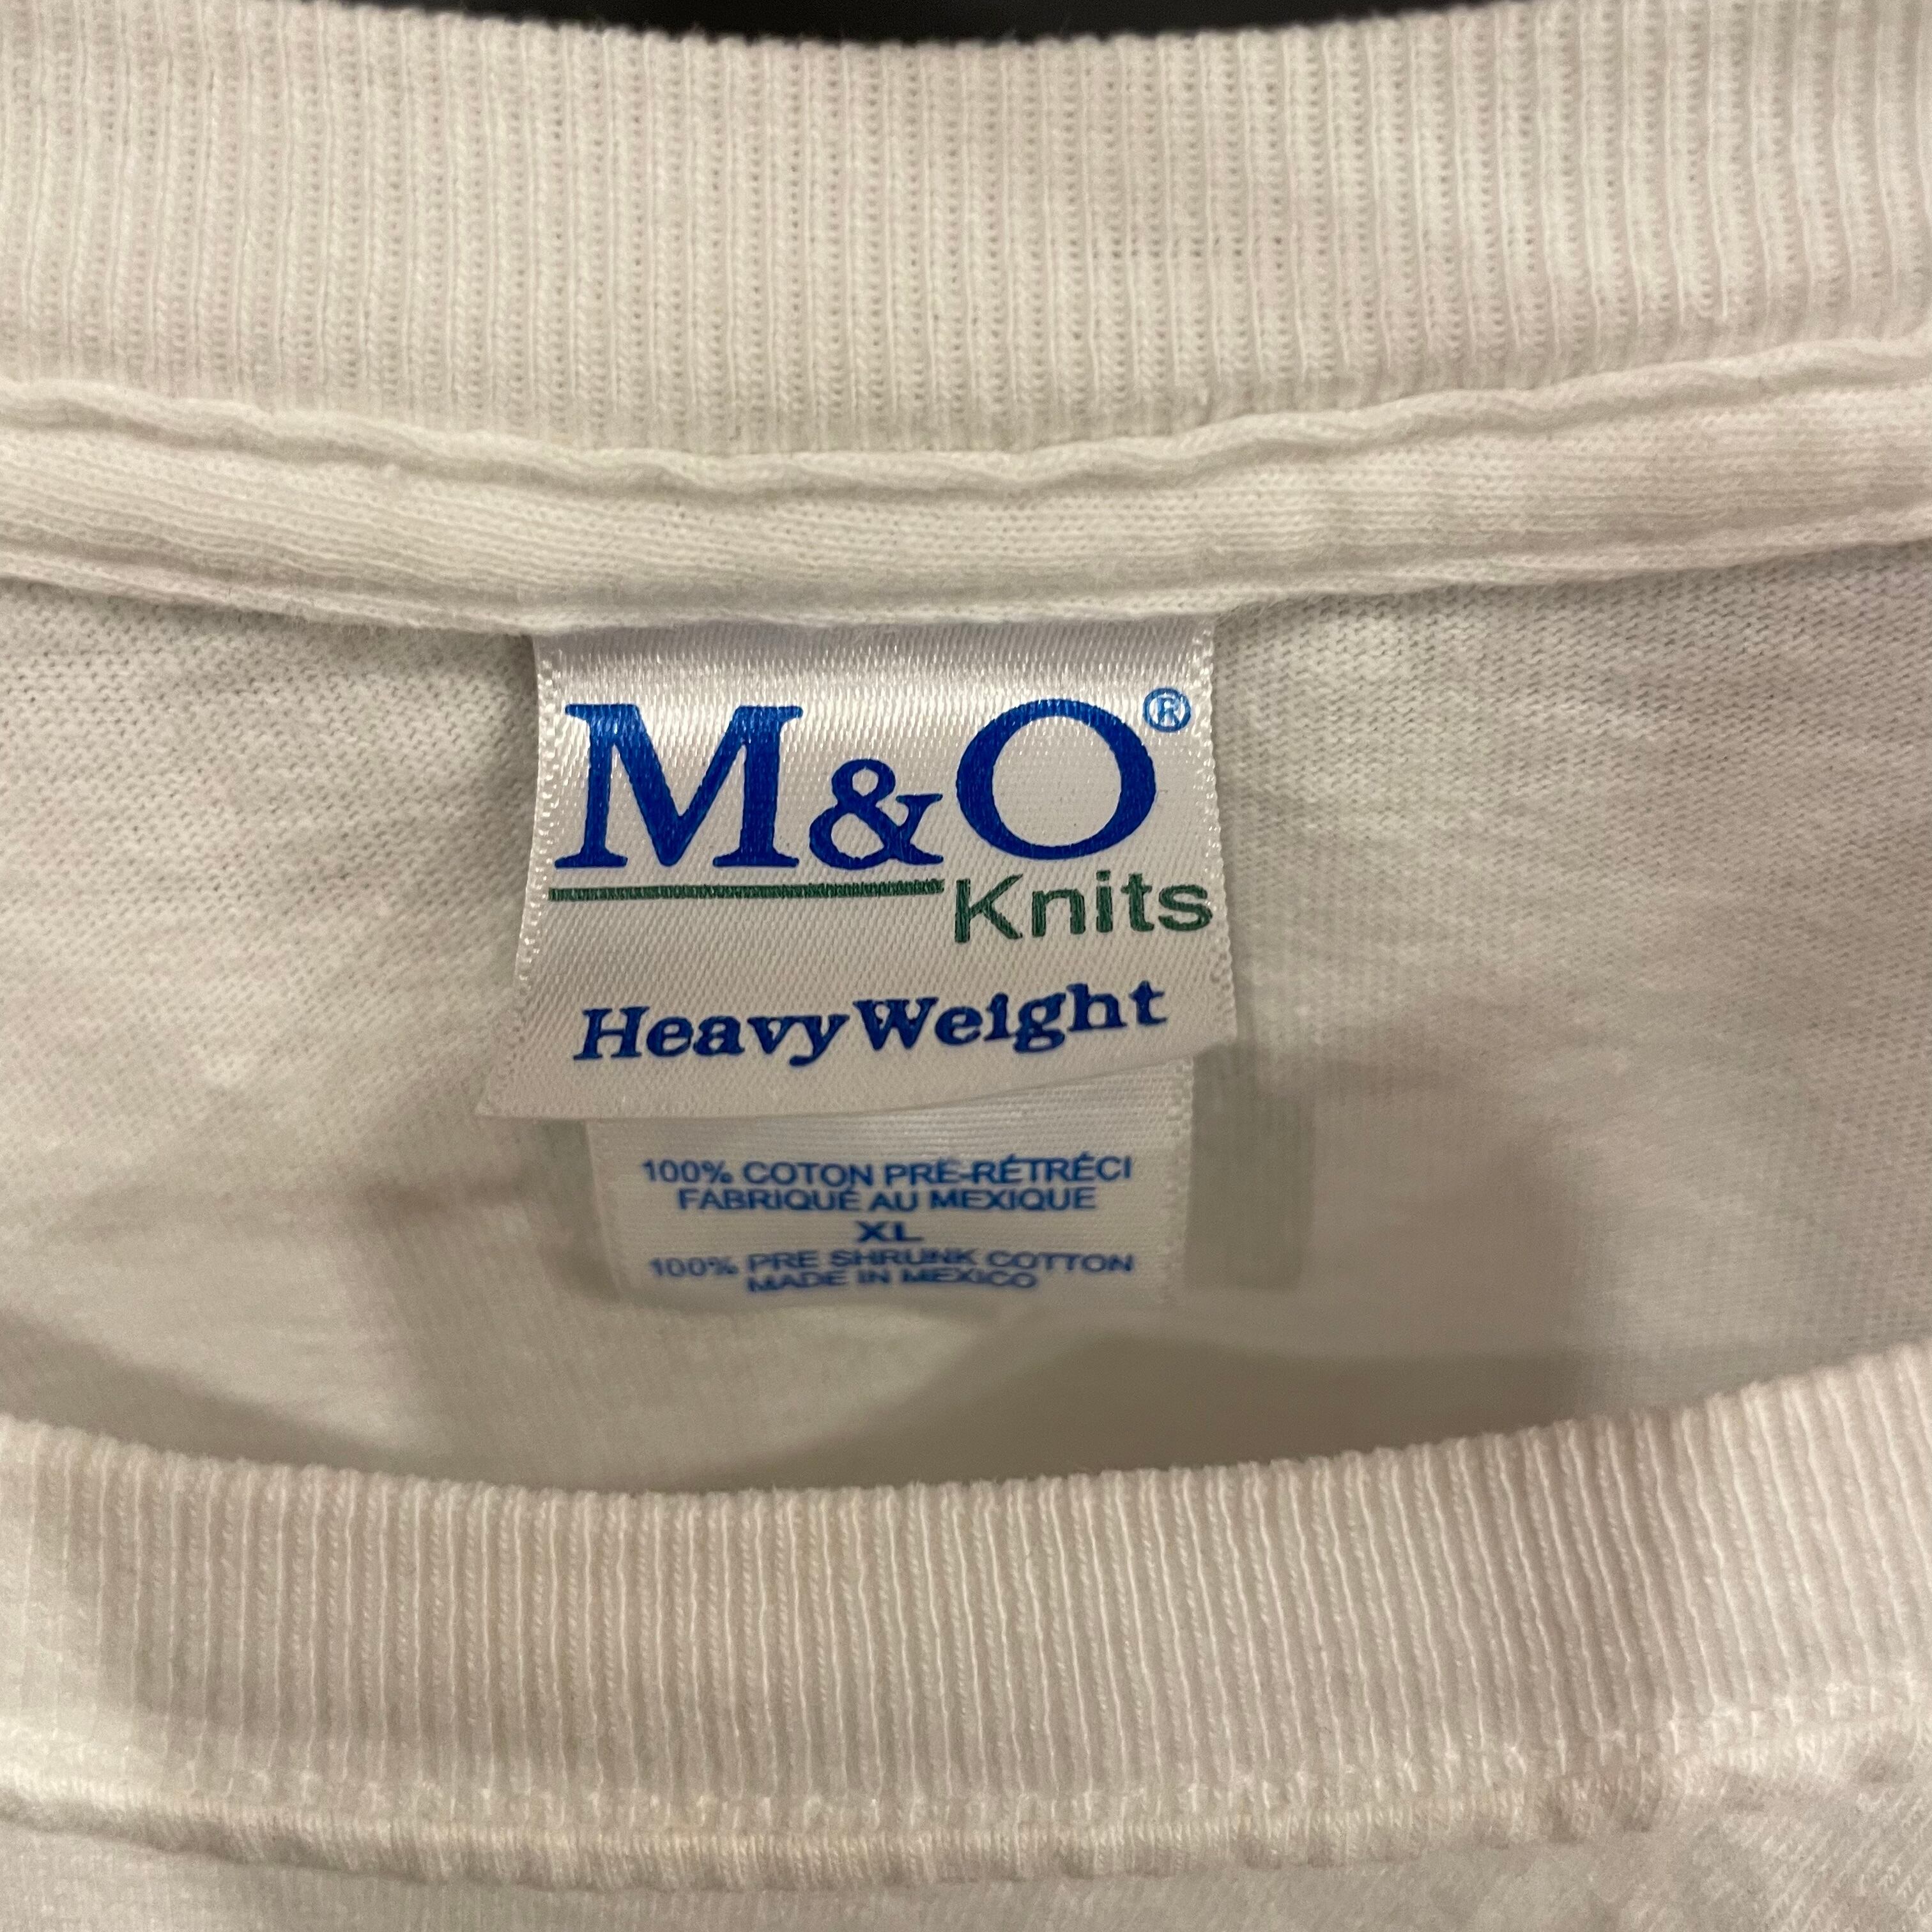 M&O®
Knits
HeavyWeight
100% COTON PRÉ-RÉTRÉCI
FABRIQUÉ AU MEXIQUE
XL
100% PRE SHRUNK COTTON
MADE IN MEXICO